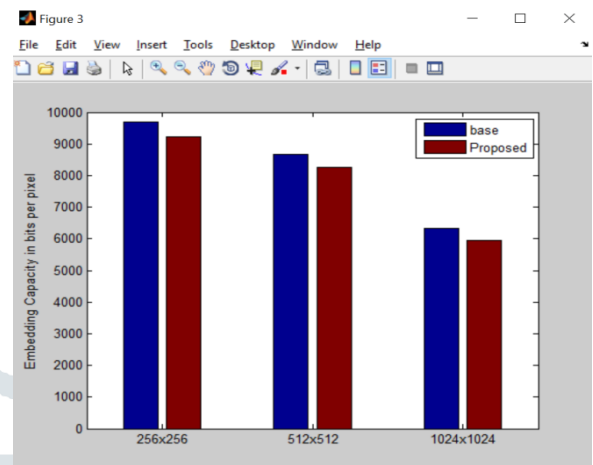 Figure 3
File Edit View Insert Tools Desktop Window Help
Embedding Capacity in bits per pixel
10000
9000
8000
7000
6000
5000
4000
3000
2000
1000
0
base
Proposed
256x256 512x512 1024x1024